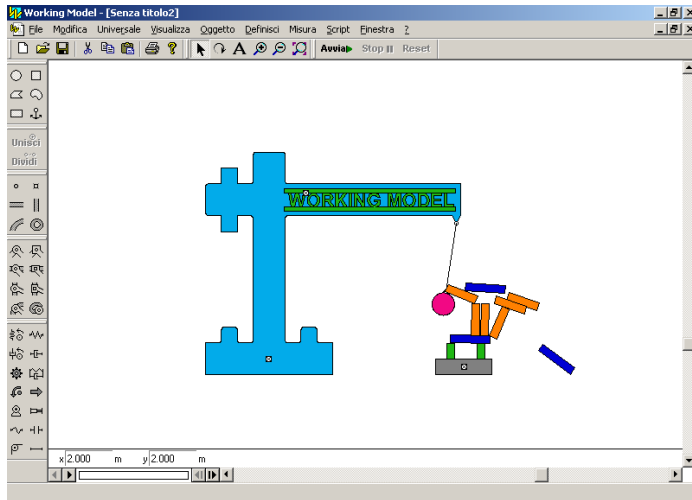 Working Model - [Senza titolo2]
File Modifica Universale Visualizza Oggetto Definisci Misura Script Finestra ?
A Avvia Stop Reset
Unisci
Dividi
WORKING MODEL
x 2.000 m y 2.000 m